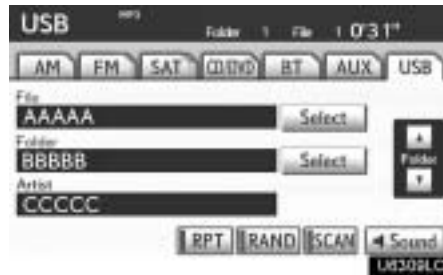 USB MP3 Folder 1 File 1 0'31"
AM FM SAT CD/DVD BT AUX USB
File
AAAAA Select
Folder
BBBBB Select
Folder
Artist
CCCCC
RPT RAND SCAN Sound
U6309LC